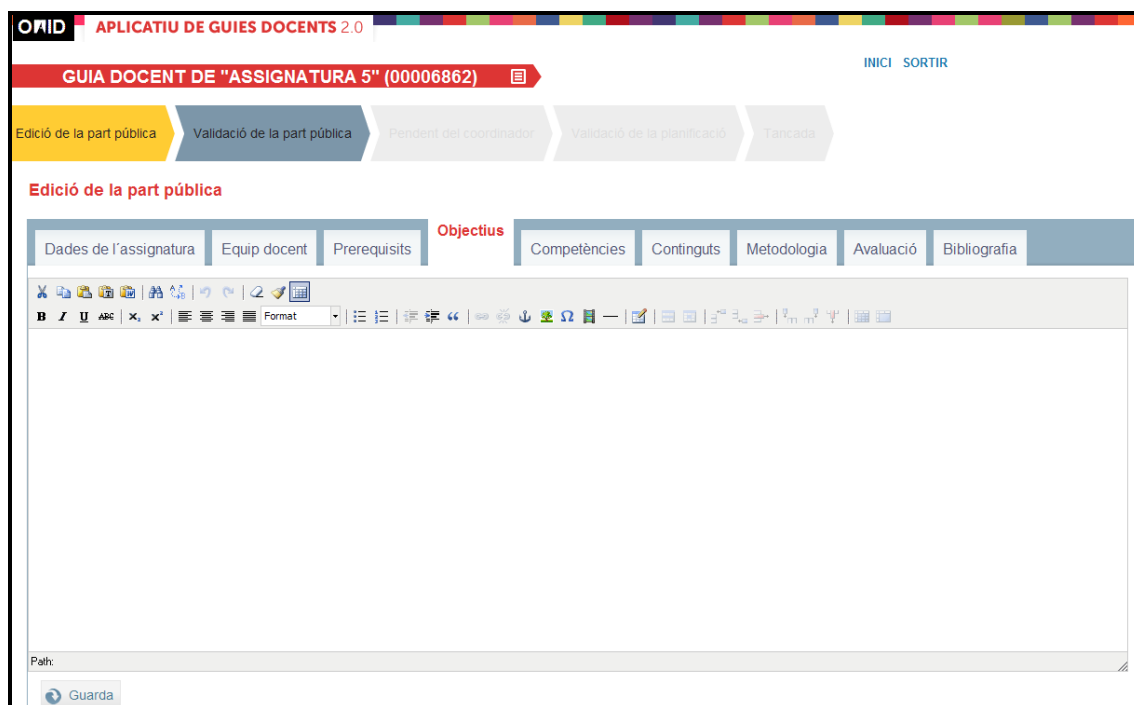 OMID APLICATIU DE GUIES DOCENTS 2.0
INICI SORTIR
GUIA DOCENT DE "ASSIGNATURA 5" (00006862)
Edició de la part pública Validació de la part pública Pendent del coordinador Validació de la planificació Tancada
Edició de la part pública
Dades de l´assignatura Equip docent Prerequisits Objectius Competències Continguts Metodologia Avaluació Bibliografia
B I U ABC x, x² Format
Path:
Guarda